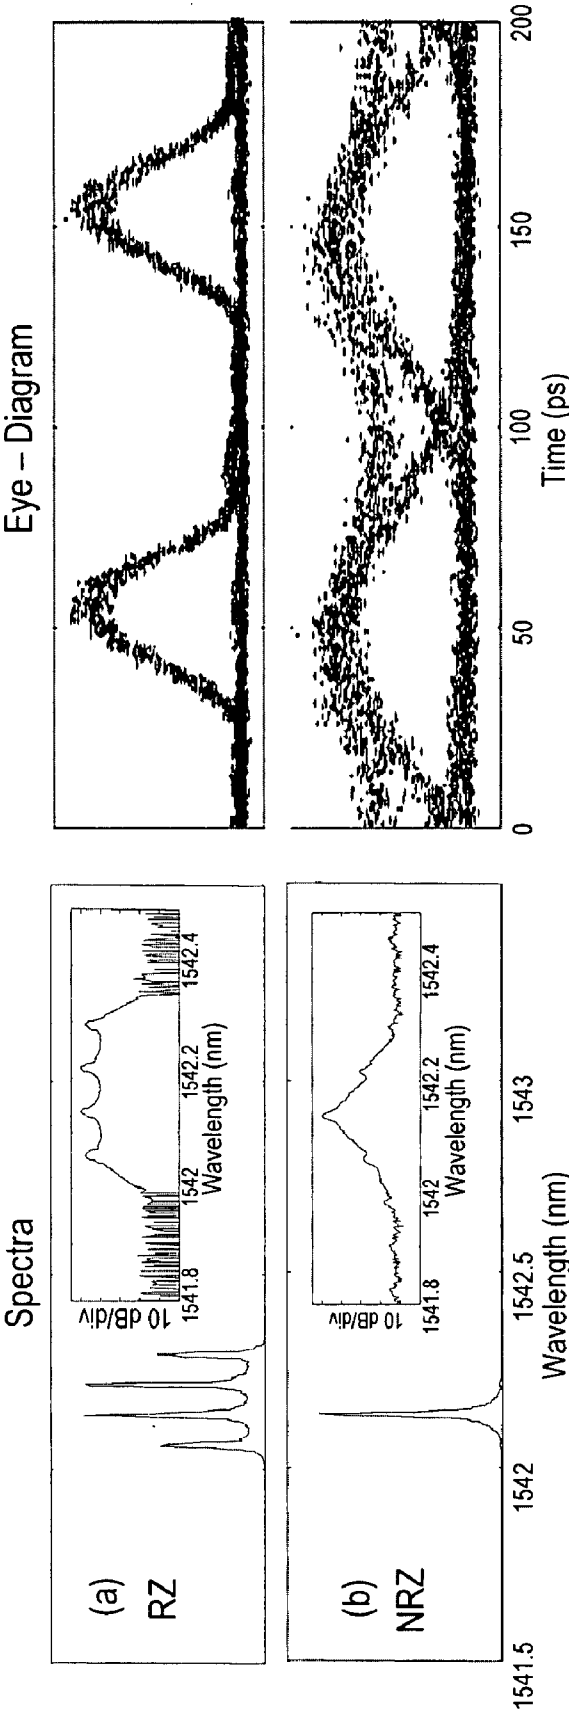 Spectra
Eye – Diagram
(a)
RZ
10 dB/div
1541.8
1542
1542.2
1542.4
Wavelength (nm)
(b)
NRZ
10 dB/div
1541.8
1542
1542.2
1542.4
Wavelength (nm)
1541.5
1542
1542.5
1543
Wavelength (nm)
0
50
100
150
200
Time (ps)